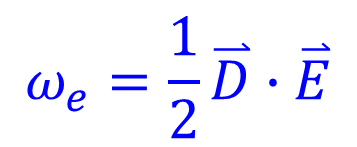 ωₑ = 1/2 D⃗ · E⃗